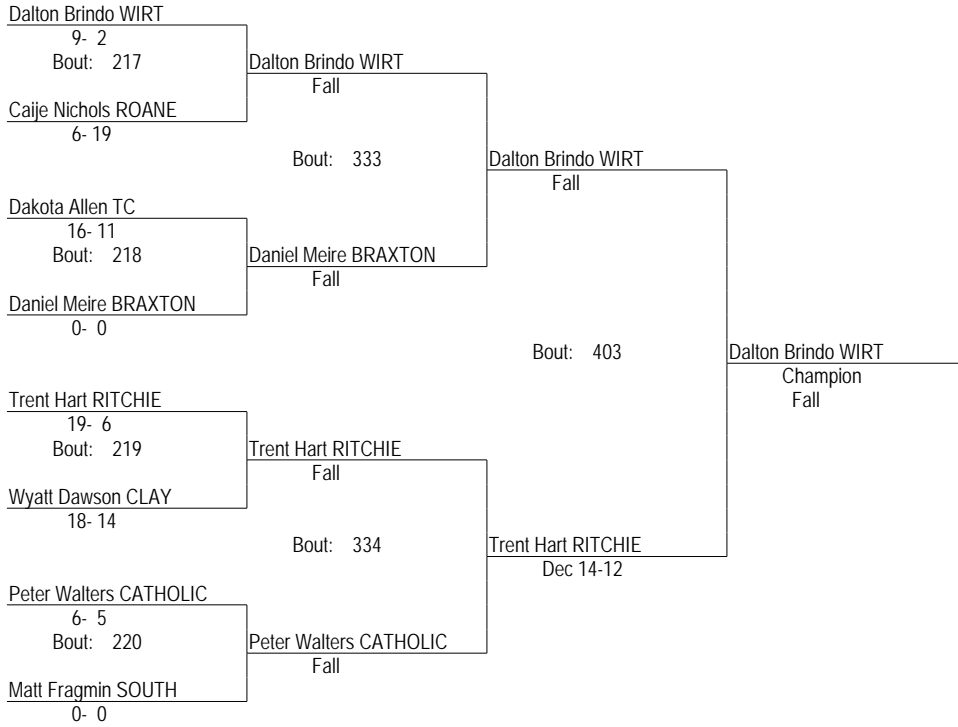 Dalton Brindo WIRT
9- 2
Bout: 217
Caije Nichols ROANE
6- 19
Dakota Allen TC
16- 11
Bout: 218
Daniel Meire BRAXTON
0- 0
Trent Hart RITCHIE
19- 6
Bout: 219
Wyatt Dawson CLAY
18- 14
Peter Walters CATHOLIC
6- 5
Bout: 220
Matt Fragmin SOUTH
0- 0
Dalton Brindo WIRT
Fall
Bout: 333
Daniel Meire BRAXTON
Fall
Trent Hart RITCHIE
Fall
Bout: 334
Peter Walters CATHOLIC
Fall
Dalton Brindo WIRT
Fall
Bout: 403
Trent Hart RITCHIE
Dec 14-12
Dalton Brindo WIRT
Champion
Fall